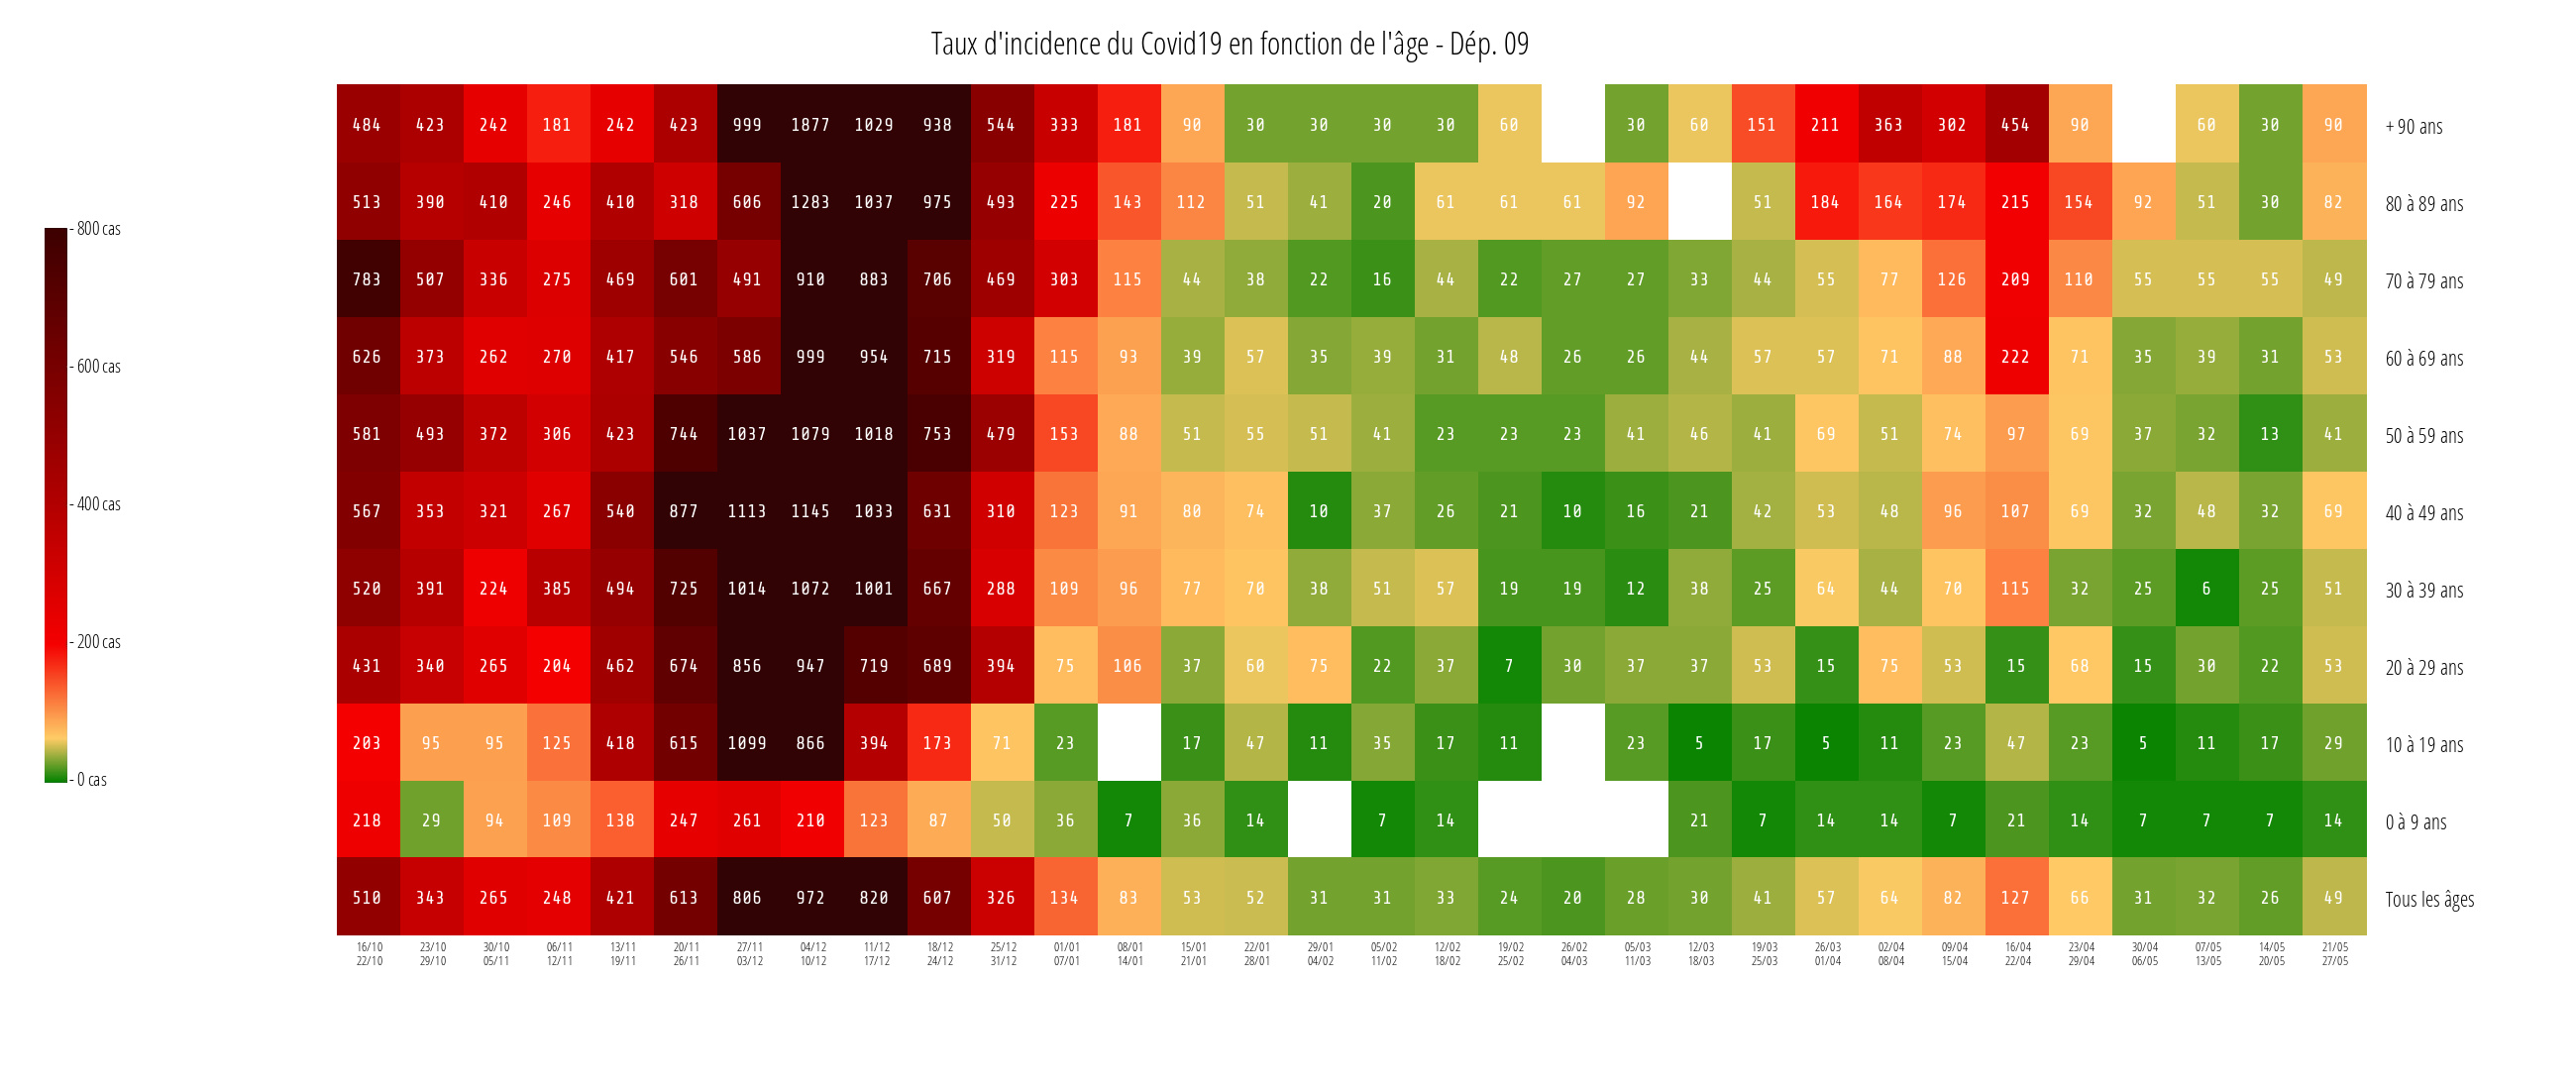 Taux d'incidence du Covid19 en fonction de l'âge - Dép. 09
- 800 cas
- 600 cas
- 400 cas
- 200 cas
- 0 cas
484 423 242 181 242 423 999 1877 1029 938 544 333 181 90 30 30 30 30 60 30 60 151 211 363 302 454 90 60 30 90 + 90 ans
513 390 410 246 410 318 606 1283 1037 975 493 225 143 112 51 41 20 61 61 61 92 51 184 164 174 215 154 92 51 30 82 80 à 89 ans
783 507 336 275 469 601 491 910 883 706 469 303 115 44 38 22 16 44 22 27 27 33 44 55 77 126 209 110 55 55 55 49 70 à 79 ans
626 373 262 270 417 546 586 999 954 715 319 115 93 39 57 35 39 31 48 26 26 44 57 57 71 88 222 71 35 39 31 53 60 à 69 ans
581 493 372 306 423 744 1037 1079 1018 753 479 153 88 51 55 51 41 23 23 23 41 46 41 69 51 74 97 69 37 32 13 41 50 à 59 ans
567 353 321 267 540 877 1113 1145 1033 631 310 123 91 80 74 10 37 26 21 10 16 21 42 53 48 96 107 69 32 48 32 69 40 à 49 ans
520 391 224 385 494 725 1014 1072 1001 667 288 109 96 77 70 38 51 57 19 19 12 38 25 64 44 70 115 32 25 6 25 51 30 à 39 ans
431 340 265 204 462 674 856 947 719 689 394 75 106 37 60 75 22 37 7 30 37 37 53 15 75 53 15 68 15 30 22 53 20 à 29 ans
203 95 95 125 418 615 1099 866 394 173 71 23 17 47 11 35 17 11 23 5 17 5 11 23 47 23 5 11 17 29 10 à 19 ans
218 29 94 109 138 247 261 210 123 87 50 36 7 36 14 7 14 21 7 14 14 7 21 14 7 7 7 14 0 à 9 ans
510 343 265 248 421 613 806 972 820 607 326 134 83 53 52 31 31 33 24 20 28 30 41 57 64 82 127 66 31 32 26 49 Tous les âges
16/10 23/10 30/10 06/11 13/11 20/11 27/11 04/12 11/12 18/12 25/12 01/01 08/01 15/01 22/01 29/01 05/02 12/02 19/02 26/02 05/03 12/03 19/03 26/03 02/04 09/04 16/04 23/04 30/04 07/05 14/05 21/05
22/10 29/10 05/11 12/11 19/11 26/11 03/12 10/12 17/12 24/12 31/12 07/01 14/01 21/01 28/01 04/02 11/02 18/02 25/02 04/03 11/03 18/03 25/03 01/04 08/04 15/04 22/04 29/04 06/05 13/05 20/05 27/05